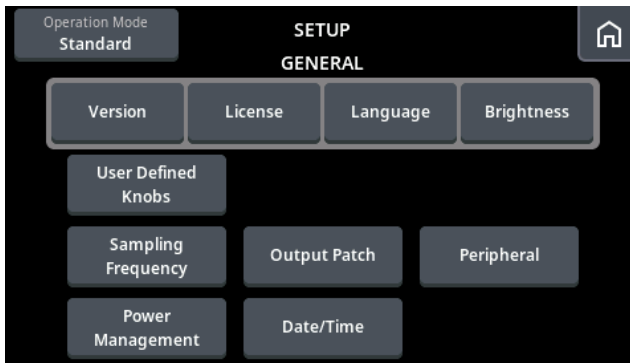 Operation Mode
Standard
SETUP
GENERAL
Version
License
Language
Brightness
User Defined
Knobs
Sampling
Frequency
Output Patch
Peripheral
Power
Management
Date/Time